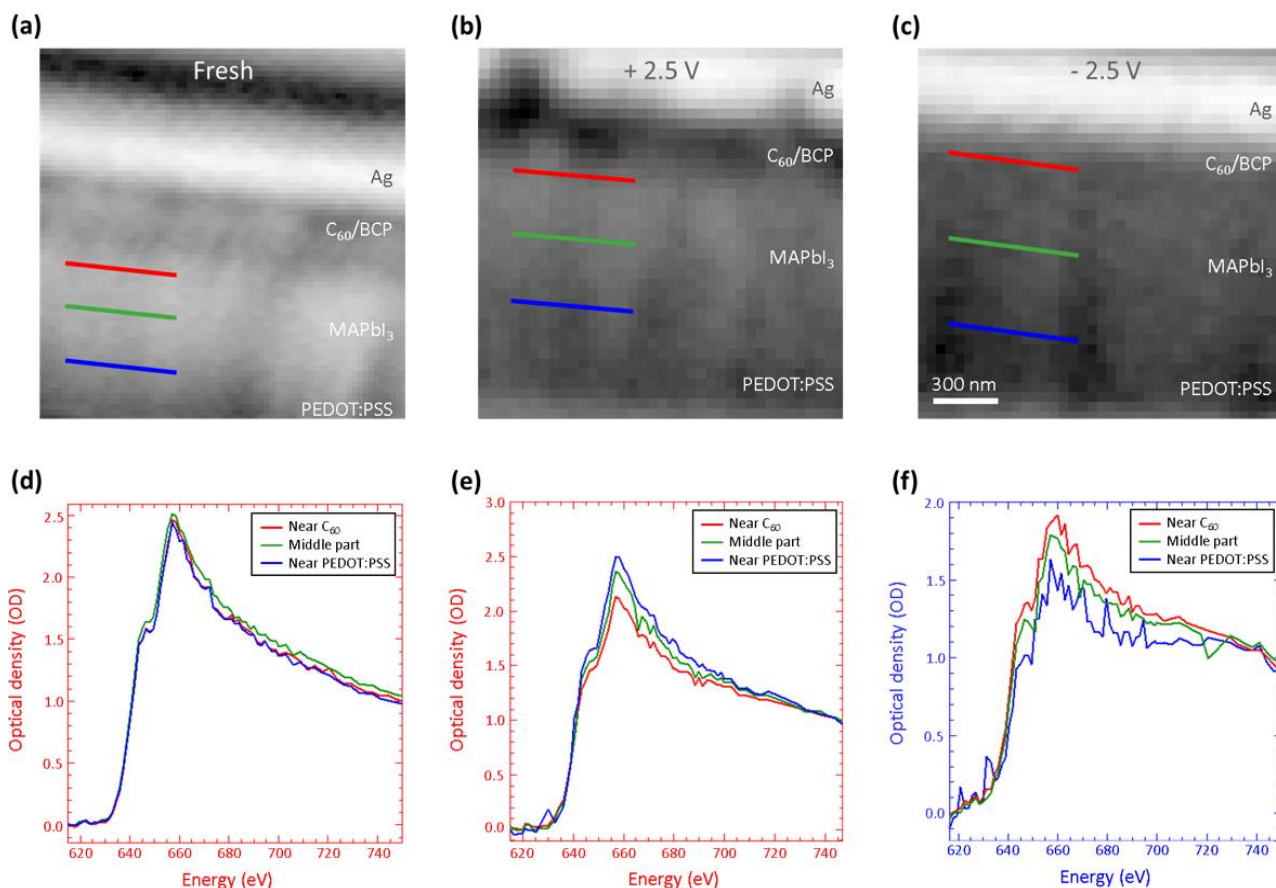 (a)
Fresh
Ag
C₆₀/BCP
MAPbI₃
PEDOT:PSS
(b)
+ 2.5 V
Ag
C₆₀/BCP
MAPbI₃
PEDOT:PSS
(c)
- 2.5 V
Ag
C₆₀/BCP
MAPbI₃
300 nm
PEDOT:PSS
(d)
Optical density (OD)
2.5
2.0
1.5
1.0
0.5
0.0
Near C₆₀
Middle part
Near PEDOT:PSS
620 640 660 680 700 720 740
Energy (eV)
(e)
Optical density (OD)
3.0
2.5
2.0
1.5
1.0
0.5
0.0
Near C₆₀
Middle part
Near PEDOT:PSS
620 640 660 680 700 720 740
Energy (eV)
(f)
Optical density (OD)
2.0
1.5
1.0
0.5
0.0
Near C₆₀
Middle part
Near PEDOT:PSS
620 640 660 680 700 720 740
Energy (eV)